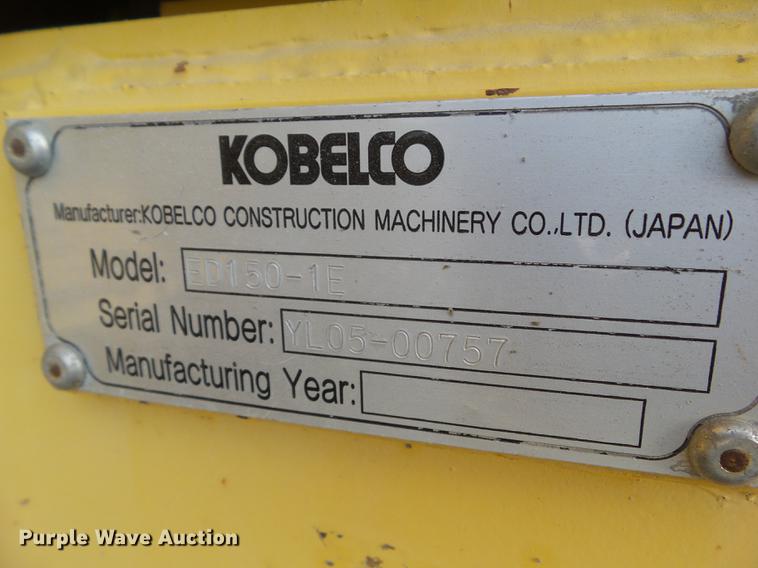 KOBELCO
Manufacturer:KOBELCO CONSTRUCTION MACHINERY CO.,LTD. (JAPAN)
Model: ED150-1E
Serial Number: YL05-00757
Manufacturing Year:
Purple Wave Auction